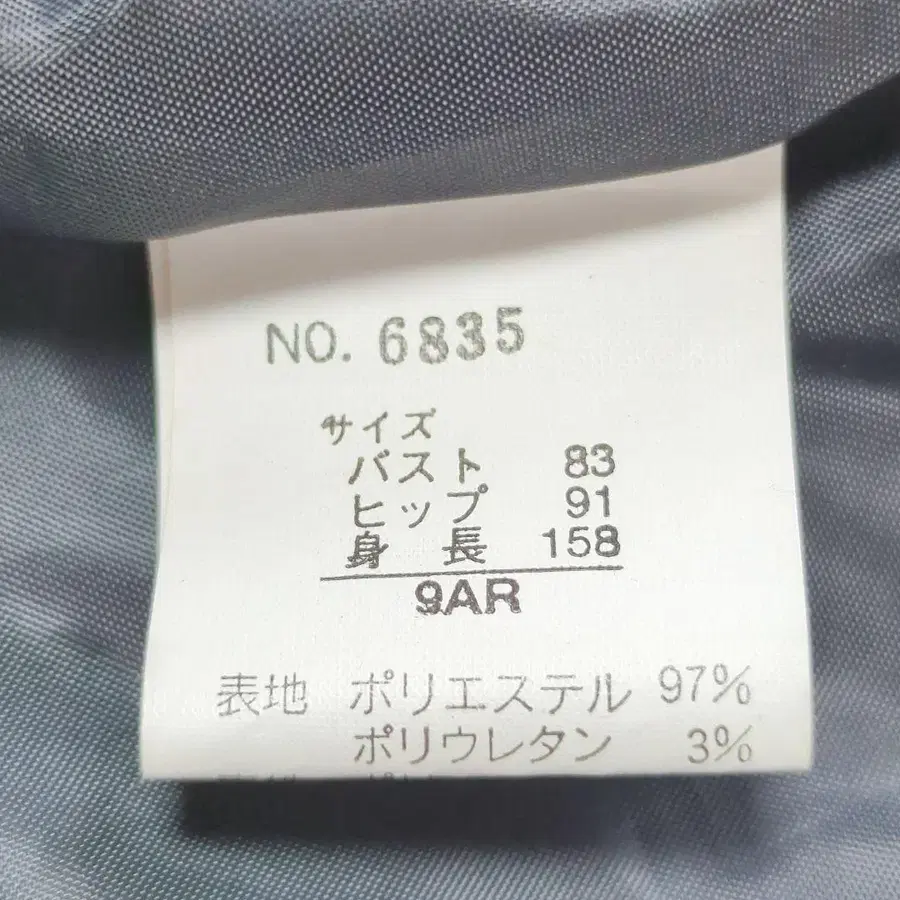 NO. 6835
サイズ
バスト 83
ヒップ 91
身長 158
9AR
表地 ポリエステル 97%
ポリウレタン 3%